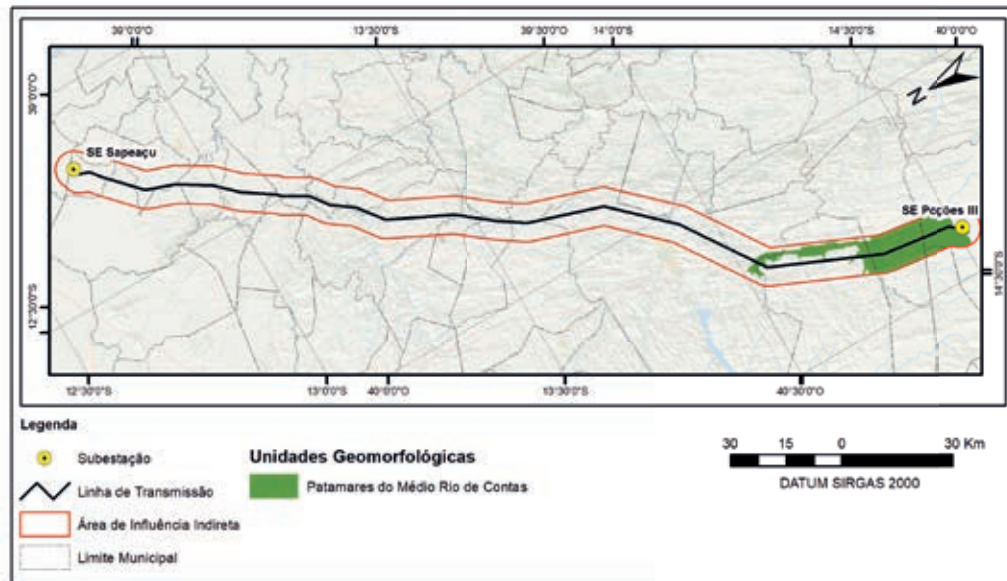 39°0'0"O 13°30'0"S 39°30'0"O 14°0'0"S 14°30'0"S 40°0'0"O
39°0'0"O
N
SE Sapeaçu
SE Poções III
12°30'0"S
14°30'0"S
12°30'0"S 13°0'0"S 40°0'0"O 13°30'0"S 40°30'0"O
Legenda
Subestação
Linha de Transmissão
Área de Influência Indireta
Limite Municipal
Unidades Geomorfológicas
Patamares do Médio Rio de Contas
30 15 0 30 Km
DATUM SIRGAS 2000